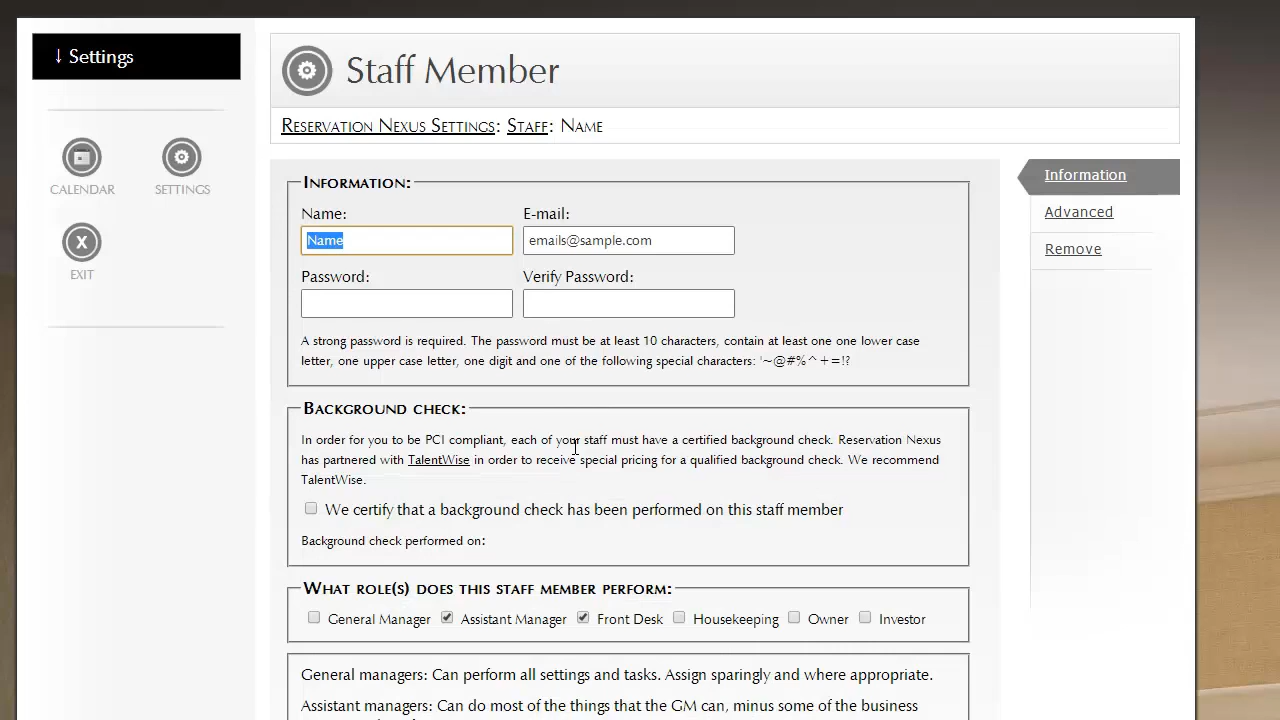 ↓ Settings
Staff Member
Reservation Nexus Settings: Staff: Name
CALENDAR
SETTINGS
X
EXIT
Information:
Name:
E-mail:
Name
emails@sample.com
Password:
Verify Password:
A strong password is required. The password must be at least 10 characters, contain at least one one lower case
letter, one upper case letter, one digit and one of the following special characters: '~@#%^+=!?
Background check:
In order for you to be PCI compliant, each of your staff must have a certified background check. Reservation Nexus
has partnered with TalentWise in order to receive special pricing for a qualified background check. We recommend
TalentWise.
We certify that a background check has been performed on this staff member
Background check performed on:
What role(s) does this staff member perform:
General Manager
Assistant Manager
Front Desk
Housekeeping
Owner
Investor
General managers: Can perform all settings and tasks. Assign sparingly and where appropriate.
Assistant managers: Can do most of the things that the GM can, minus some of the business
Information
Advanced
Remove